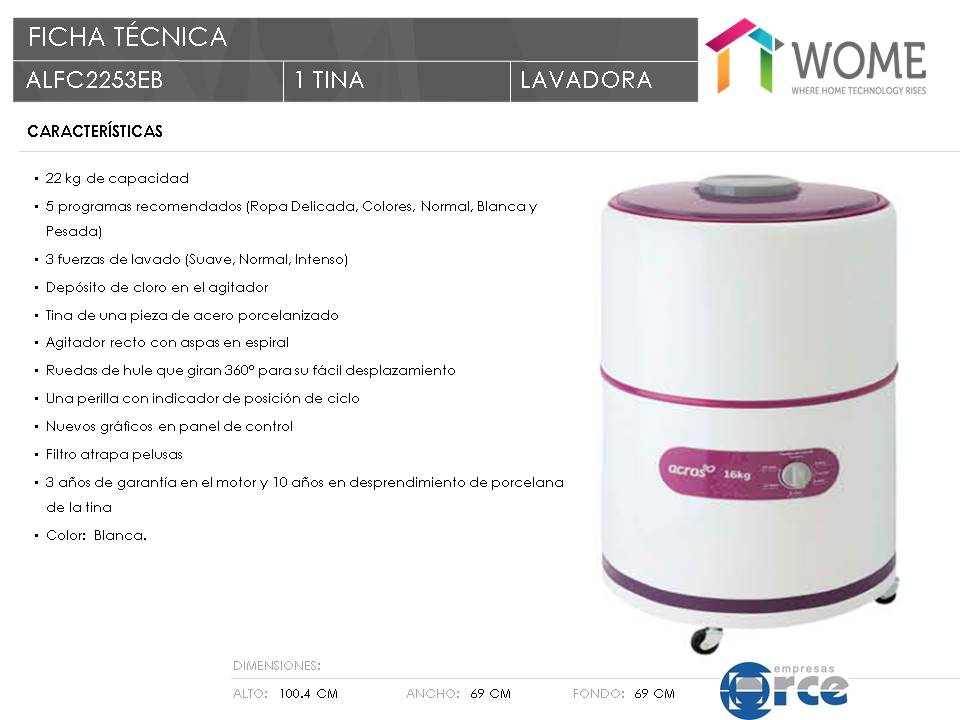 FICHA TÉCNICA
ALFC2253EB
1 TINA
LAVADORA
WOME
WHERE HOME TECHNOLOGY RISES
CARACTERÍSTICAS
• 22 kg de capacidad
• 5 programas recomendados (Ropa Delicada, Colores, Normal, Blanca y
Pesada)
• 3 fuerzas de lavado (Suave, Normal, Intenso)
• Depósito de cloro en el agitador
• Tina de una pieza de acero porcelanizado
• Agitador recto con aspas en espiral
• Ruedas de hule que giran 360° para su fácil desplazamiento
• Una perilla con indicador de posición de ciclo
• Nuevos gráficos en panel de control
• Filtro atrapa pelusas
• 3 años de garantía en el motor y 10 años en desprendimiento de porcelana
de la tina
• Color: Blanca.
acros
16kg
DIMENSIONES:
ALTO: 100.4 CM
ANCHO: 69 CM
FONDO: 69 CM
empresas
rce